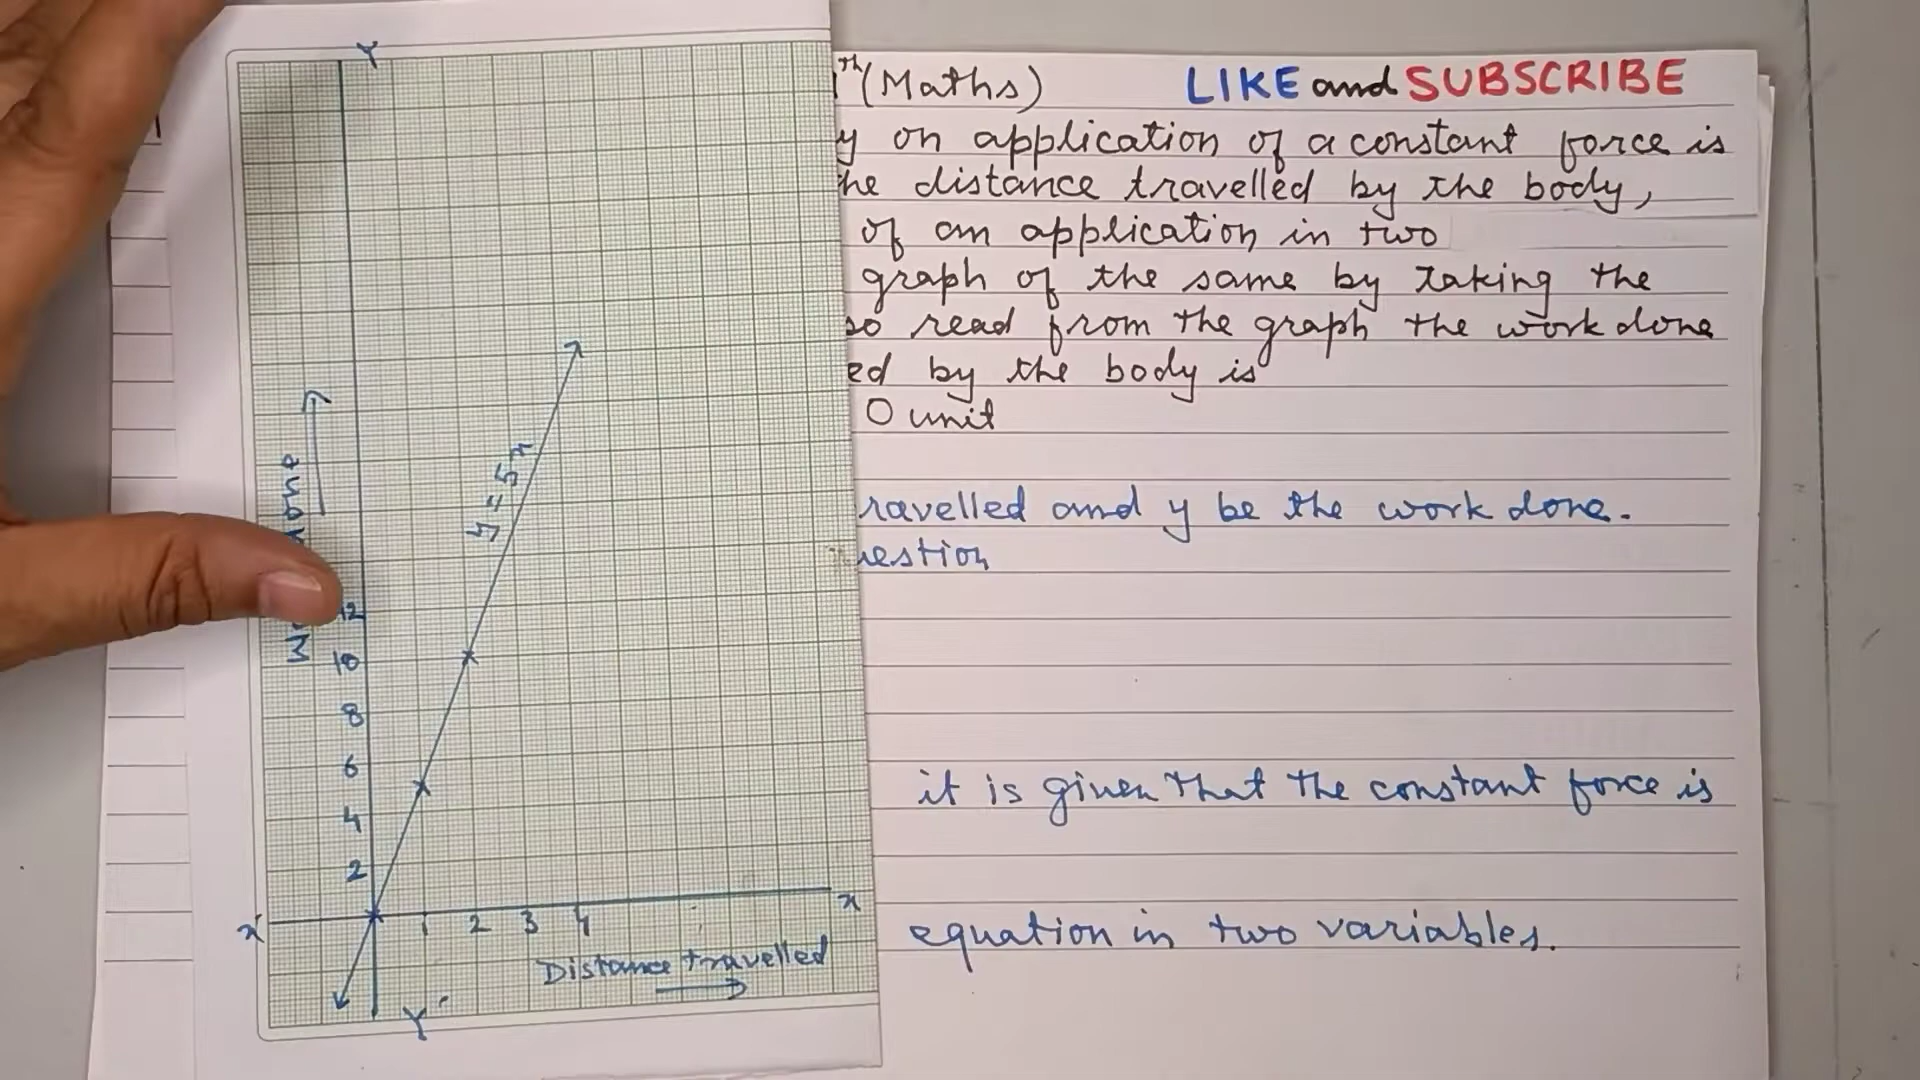 (Maths) LIKE and SUBSCRIBE
y on application of a constant force is
he distance travelled by the body,
of an application in two
graph of the same by taking the
so read from the graph the work done
ed by the body is
0 unit
ravelled and y be the work done.
uestion
it is given that the constant force is
equation in two variables.
Y
y = 5x
12
10
8
6
4
2
x' 1 2 3 4 x
Distance travelled
Y'